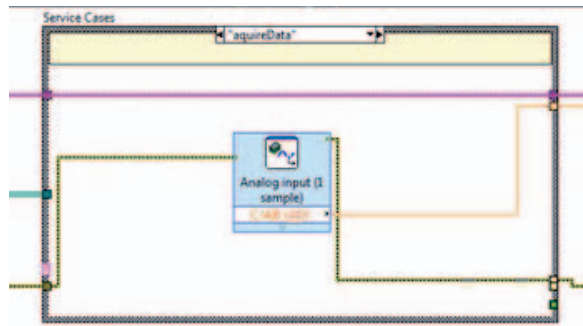 Service Cases
"aquireData"
Analog input (1
sample)